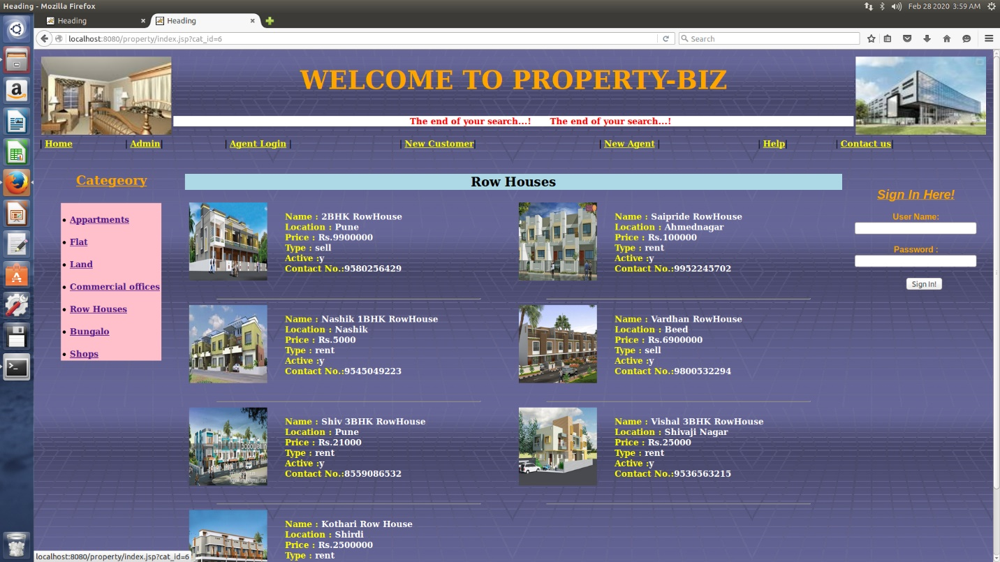 Heading - Mozilla Firefox
Feb 28 2020 3:59 AM
Heading
Heading
localhost:8080/property/index.jsp?cat_id=6
Search
WELCOME TO PROPERTY-BIZ
The end of your search...! The end of your search...!
| Home | Admin| | Agent Login | | New Customer| | New Agent | | Help| | Contact us|
Categeory
Appartments
Flat
Land
Commercial offices
Row Houses
Bungalo
Shops
Row Houses
Name : 2BHK RowHouse
Location : Pune
Price : Rs.9900000
Type : sell
Active :y
Contact No.:9580256429
Name : Saipride RowHouse
Location : Ahmednagar
Price : Rs.100000
Type : rent
Active :y
Contact No.:9952245702
Name : Nashik 1BHK RowHouse
Location : Nashik
Price : Rs.5000
Type : rent
Active :y
Contact No.:9545049223
Name : Vardhan RowHouse
Location : Beed
Price : Rs.6900000
Type : sell
Active :y
Contact No.:9800532294
Name : Shiv 3BHK RowHouse
Location : Pune
Price : Rs.21000
Type : rent
Active :y
Contact No.:8559086532
Name : Vishal 3BHK RowHouse
Location : Shivaji Nagar
Price : Rs.25000
Type : rent
Active :y
Contact No.:9536563215
Name : Kothari Row House
Location : Shirdi
Price : Rs.2500000
Type : rent
Sign In Here!
User Name:
Password :
Sign In!
localhost:8080/property/index.jsp?cat_id=6